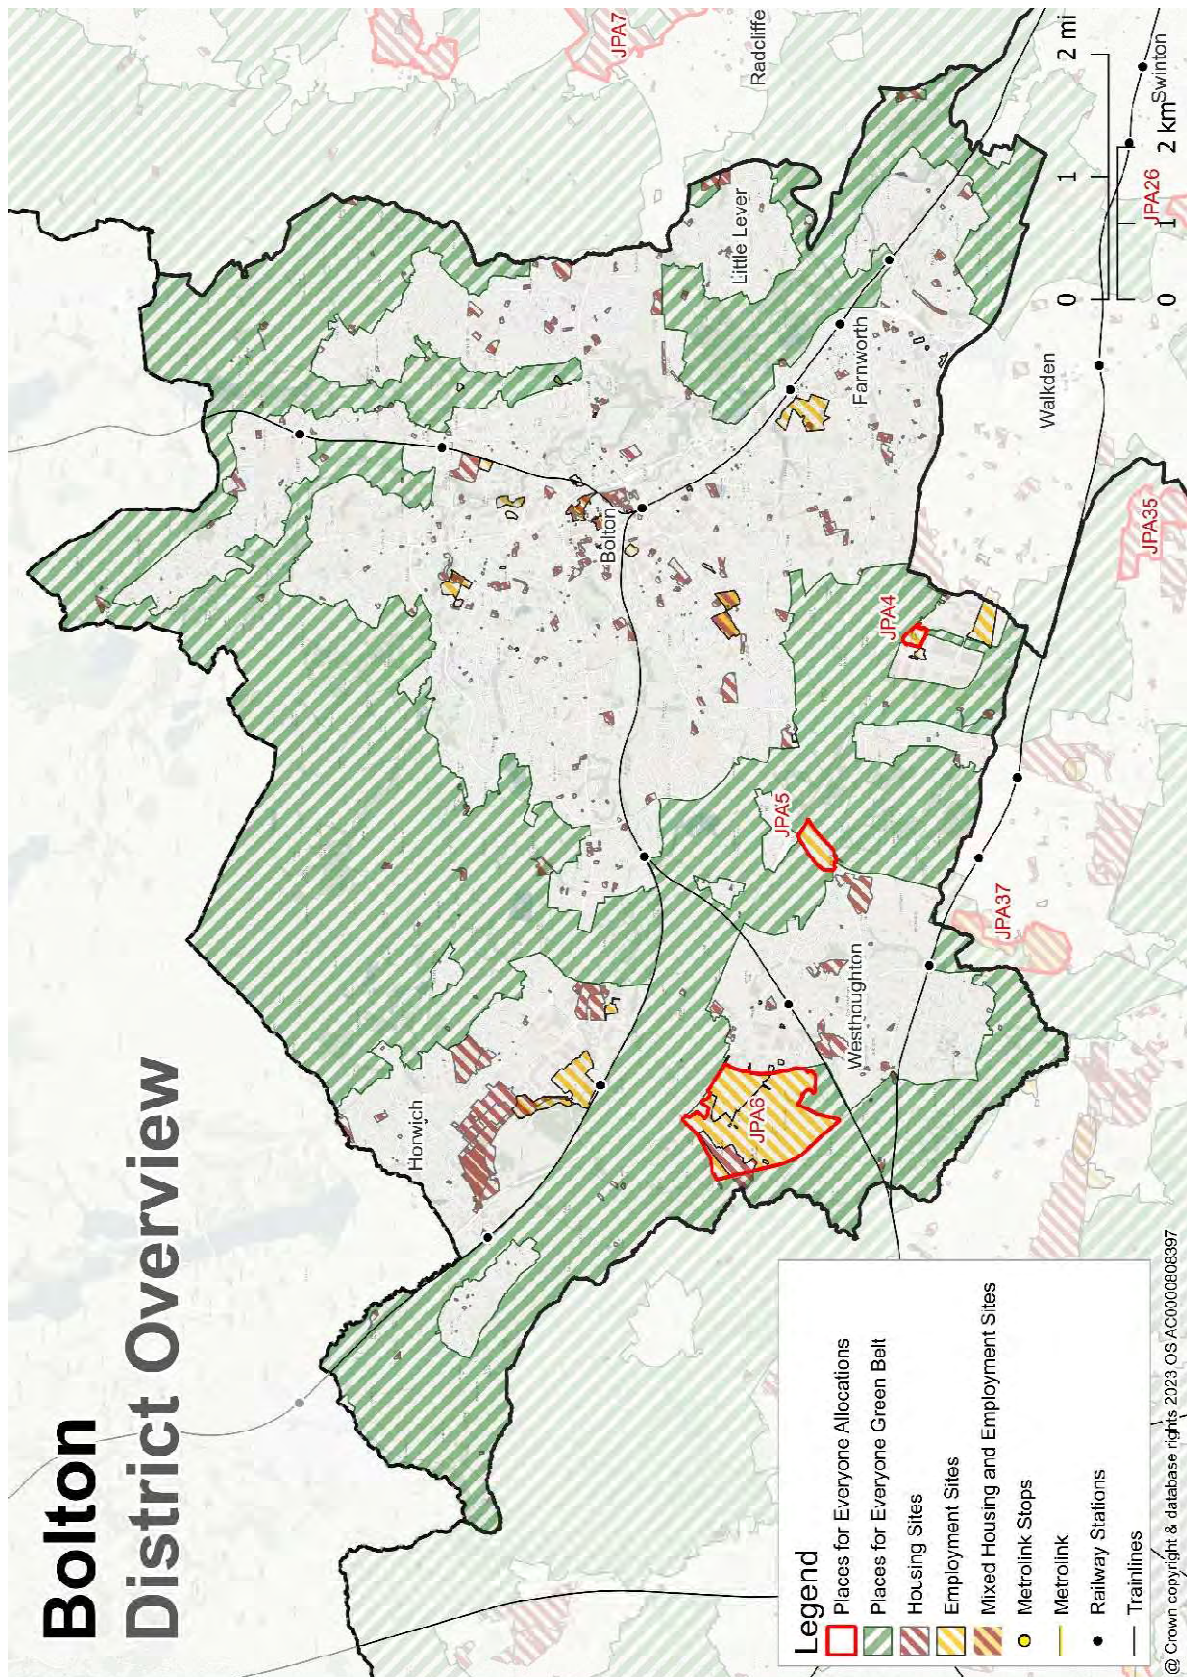 Bolton
District Overview
JPA7
Radcliffe
Little Lever
Horwich
Bolton
Farnworth
JPA6
JPA5
JPA4
Westhoughton
Walkden
JPA37
JPA35
JPA26
Swinton
0 1 2 mi
0 1 2 km
Legend
Places for Everyone Allocations
Places for Everyone Green Belt
Housing Sites
Employment Sites
Mixed Housing and Employment Sites
Metrolink Stops
Metrolink
Railway Stations
Trainlines
@ Crown copyright & database rights 2023 OS AC0000808397